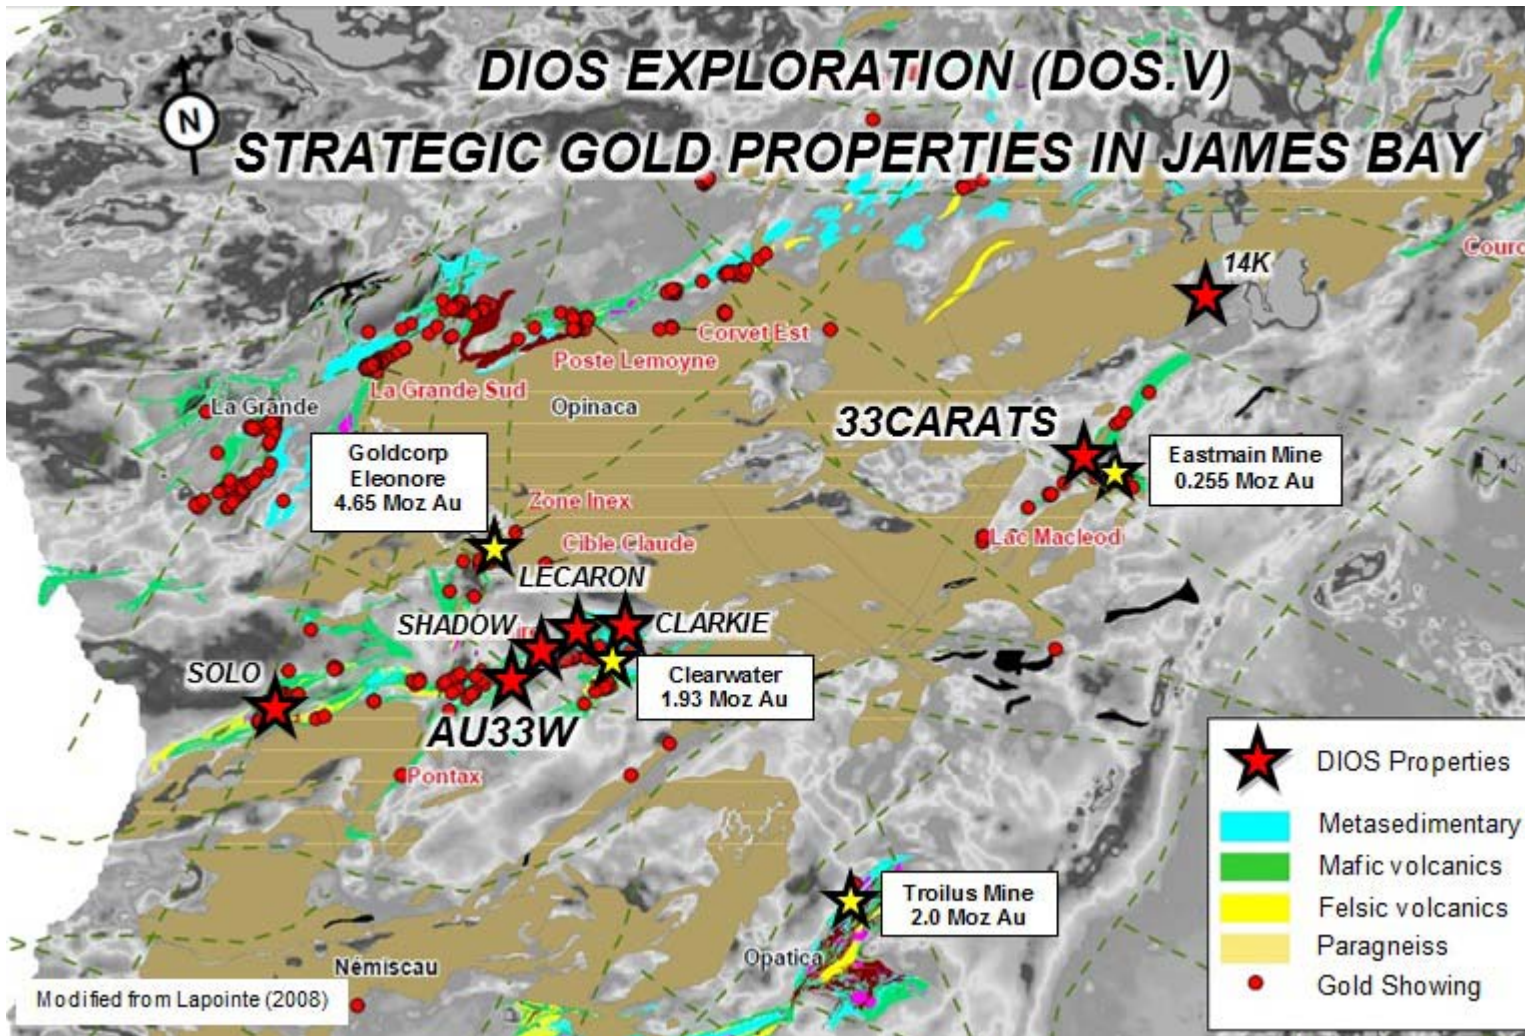 DIOS EXPLORATION (DOS.V)
STRATEGIC GOLD PROPERTIES IN JAMES BAY
N
14K
Corvet Est
Poste Lemoyne
La Grande Sud
La Grande
Opinaca
33CARATS
Goldcorp
Eleonore
4.65 Moz Au
Eastmain Mine
0.255 Moz Au
Zone Inex
Cible Claude
Lac Macleod
LECARON
SHADOW
CLARKIE
SOLO
Clearwater
1.93 Moz Au
AU33W
Pontax
DIOS Properties
Metasedimentary
Mafic volcanics
Felsic volcanics
Paragneiss
Gold Showing
Troilus Mine
2.0 Moz Au
Opatica
Némiscau
Modified from Lapointe (2008)